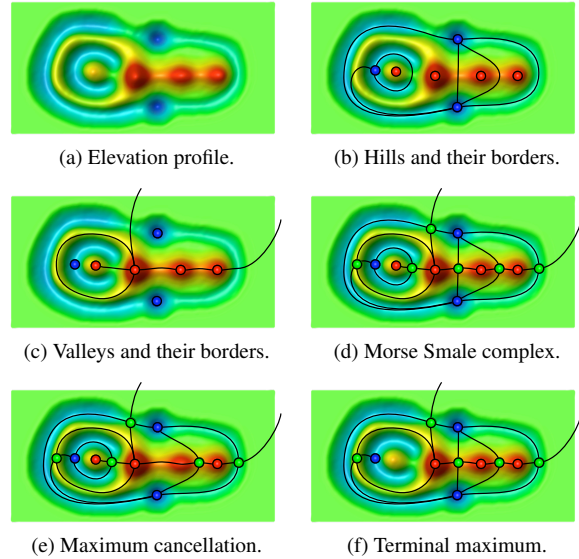 (a) Elevation profile.
(b) Hills and their borders.
(c) Valleys and their borders.
(d) Morse Smale complex.
(e) Maximum cancellation.
(f) Terminal maximum.